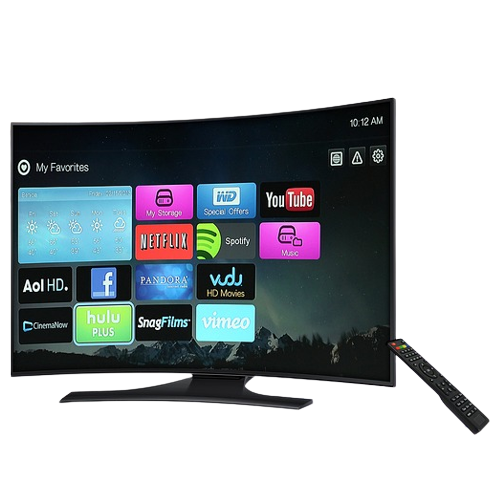 10:12 AM
My Favorites
My Storage
WD
Special Offers
YouTube
NETFLIX
Spotify
Music
Aol HD.
f
PANDORA
vudu
HD Movies
CinemaNow
hulu
PLUS
SnagFilms
vimeo